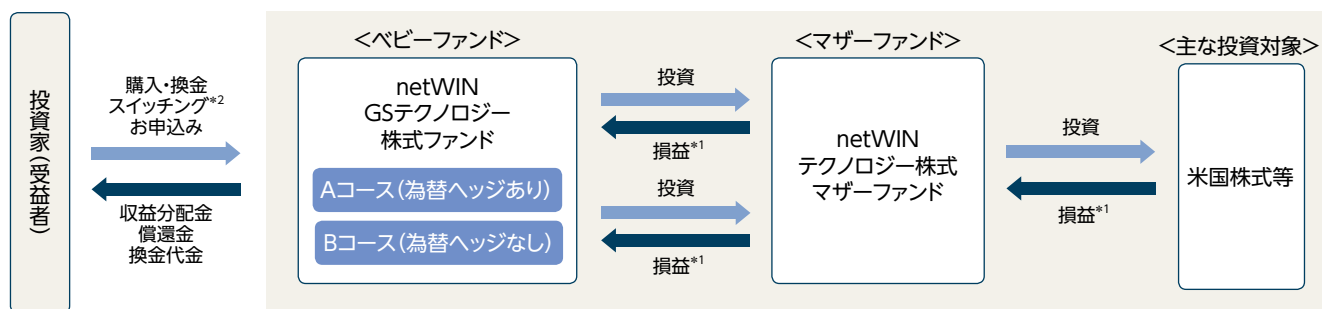 投資家（受益者）
購入・換金
スイッチング*2
お申込み
収益分配金
償還金
換金代金
＜ベビーファンド＞
netWIN
GSテクノロジー
株式ファンド
Aコース（為替ヘッジあり）
Bコース（為替ヘッジなし）
投資
損益*1
投資
損益*1
＜マザーファンド＞
netWIN
テクノロジー株式
マザーファンド
投資
損益*1
＜主な投資対象＞
米国株式等